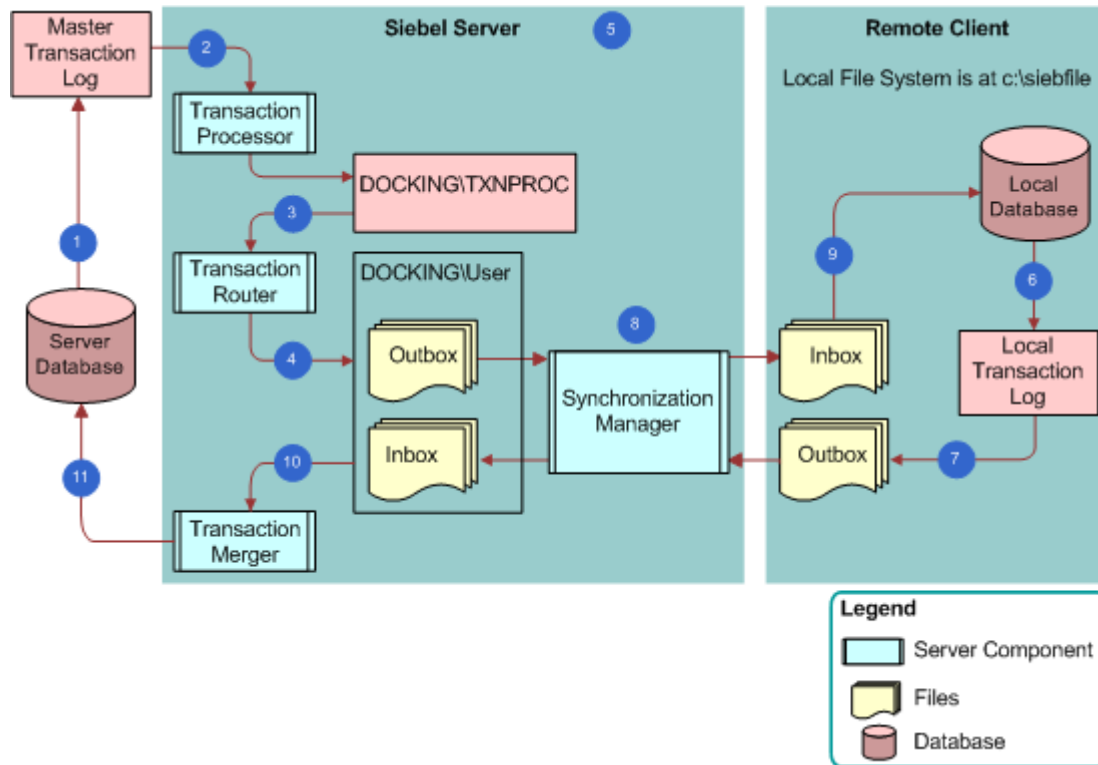 Master
Transaction
Log
2
Siebel Server
5
Remote Client
Local File System is at c:\siebfile
Transaction
Processor
DOCKING\TXNPROC
3
1
Transaction
Router
DOCKING\User
4
Outbox
8
Synchronization
Manager
Inbox
9
Local
Database
6
Local
Transaction
Log
Server
Database
Inbox
10
Outbox
7
11
Transaction
Merger
Legend
Server Component
Files
Database